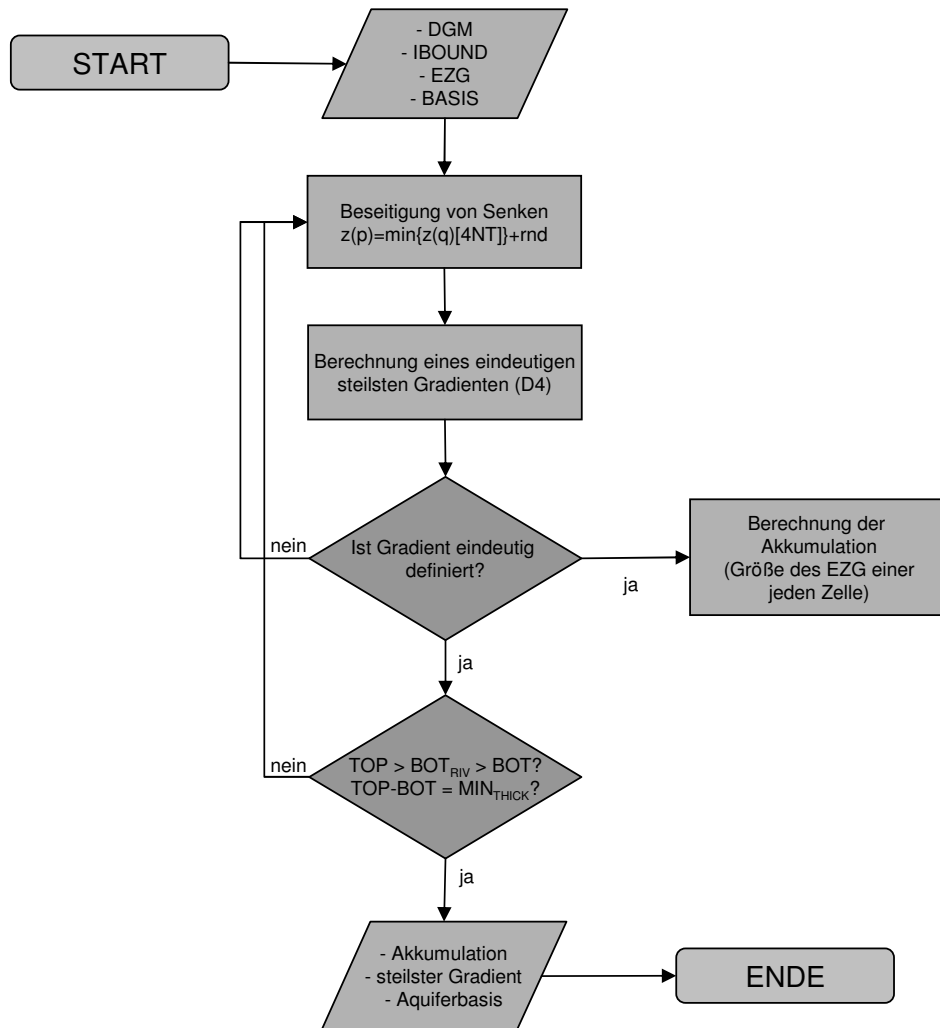 START
- DGM
- IBOUND
- EZG
- BASIS
Beseitigung von Senken
z(p)=min{z(q)[4NT]}+rnd
Berechnung eines eindeutigen
steilsten Gradienten (D4)
Ist Gradient eindeutig
definiert?
nein
ja
Berechnung der
Akkumulation
(Größe des EZG einer
jeden Zelle)
ja
TOP > BOT_RIV > BOT?
TOP-BOT = MIN_THICK?
nein
ja
- Akkumulation
- steilster Gradient
- Aquiferbasis
ENDE